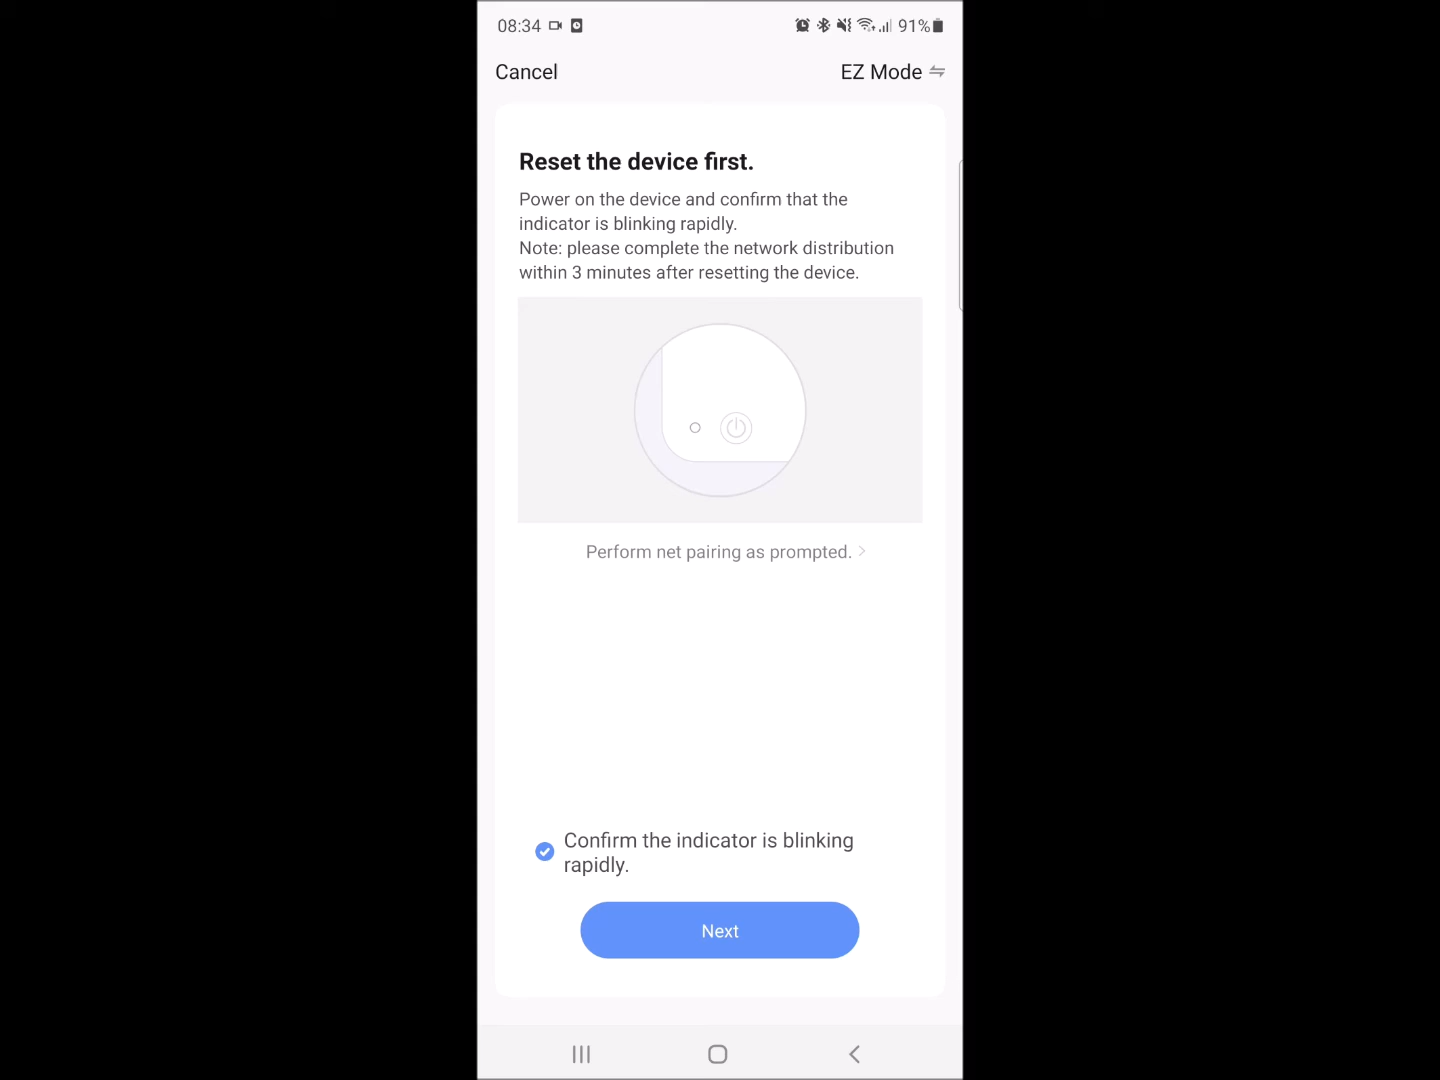 08:34
91%
Cancel
EZ Mode
Reset the device first.
Power on the device and confirm that the
indicator is blinking rapidly.
Note: please complete the network distribution
within 3 minutes after resetting the device.
Perform net pairing as prompted.
Confirm the indicator is blinking
rapidly.
Next